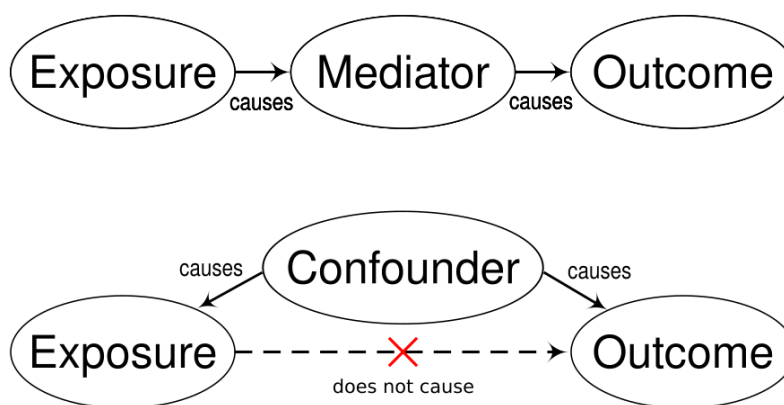 Exposure
causes
Mediator
causes
Outcome
causes
Confounder
causes
Exposure
does not cause
Outcome